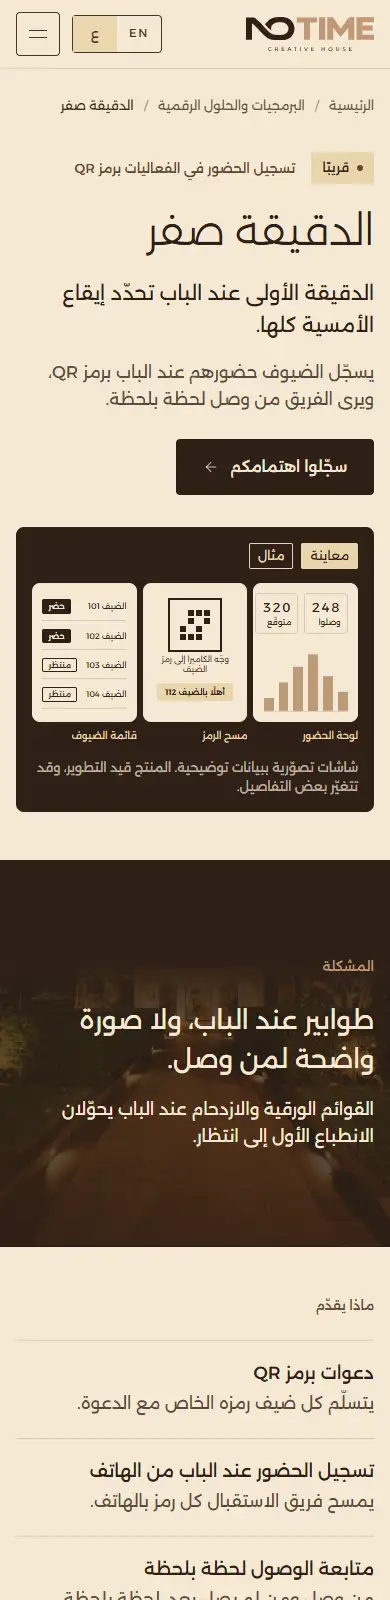 NOTIME
CREATIVE HOUSE
EN
ع
الرئيسية / البرمجيات والحلول الرقمية / الدقيقة صفر
قريبًا
تسجيل الحضور في الفعاليات برمز QR
الدقيقة صفر
الدقيقة الأولى عند الباب تحدّد إيقاع
الأمسية كلها.
يسجّل الضيوف حضورهم عند الباب برمز QR،
ويرى الفريق من وصل لحظة بلحظة.
سجّلوا اهتمامكم ←
معاينة
مثال
248
وصلوا
320
متوقّع
لوحة الحضور
وجّه الكاميرا إلى رمز
الضيف
أهلًا بالضيف 112
مسح الرمز
الضيف 101 حضر
الضيف 102 حضر
الضيف 103 منتظر
الضيف 104 منتظر
قائمة الضيوف
شاشات تصوّرية ببيانات توضيحية. المنتج قيد التطوير، وقد
تتغيّر بعض التفاصيل.
المشكلة
طوابير عند الباب، ولا صورة
واضحة لمن وصل.
القوائم الورقية والازدحام عند الباب يحوّلان
الانطباع الأول إلى انتظار.
ماذا يقدّم
دعوات برمز QR
يتسلّم كل ضيف رمزه الخاص مع الدعوة.
تسجيل الحضور عند الباب من الهاتف
يمسح فريق الاستقبال كل رمز بالهاتف.
متابعة الوصول لحظة بلحظة